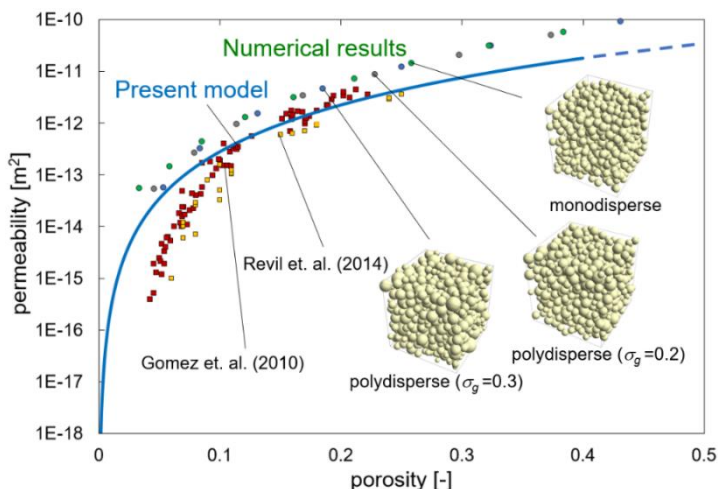 1E-10
1E-11
1E-12
1E-13
1E-14
1E-15
1E-16
1E-17
1E-18
permeability [m²]
Numerical results
Present model
monodisperse
Revil et. al. (2014)
Gomez et. al. (2010)
polydisperse (σg=0.2)
polydisperse (σg=0.3)
0
0.1
0.2
0.3
0.4
0.5
porosity [-]